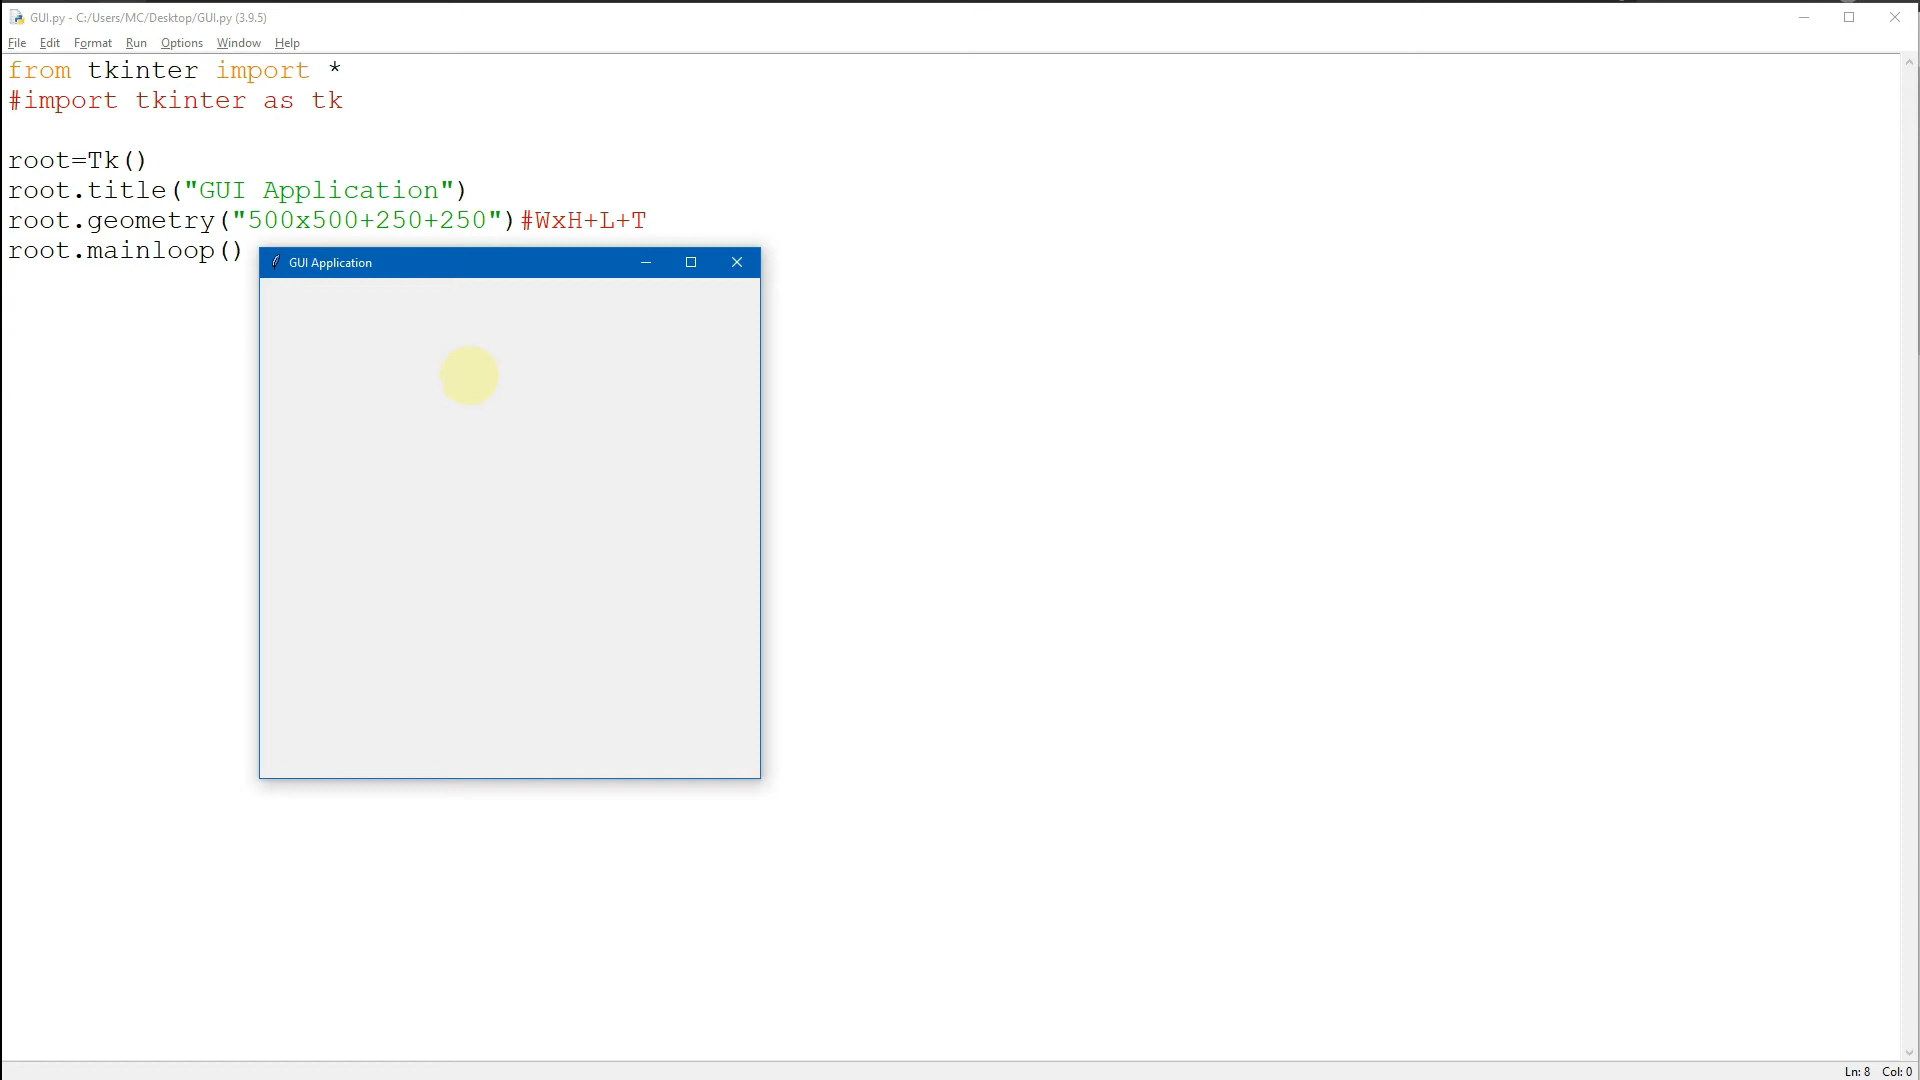 GUI.py - C:/Users/MC/Desktop/GUI.py (3.9.5)
File Edit Format Run Options Window Help
from tkinter import *
#import tkinter as tk
root=Tk()
root.title("GUI Application")
root.geometry("500x500+250+250")#WxH+L+T
root.mainloop()
GUI Application
Ln: 8 Col: 0